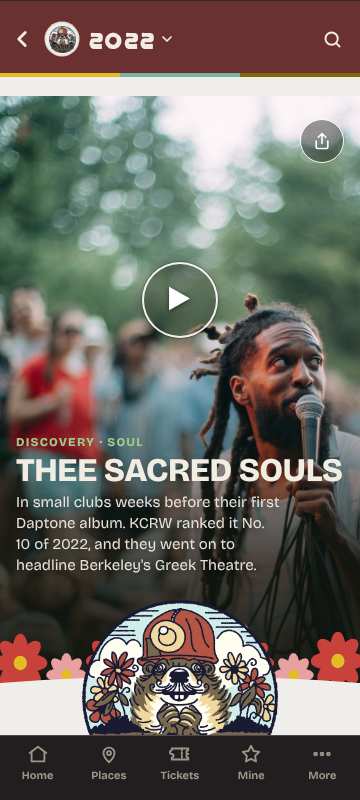 2022
DISCOVERY · SOUL
THEE SACRED SOULS
In small clubs weeks before their first
Daptone album. KCRW ranked it No.
10 of 2022, and they went on to
headline Berkeley's Greek Theatre.
Home
Places
Tickets
Mine
More